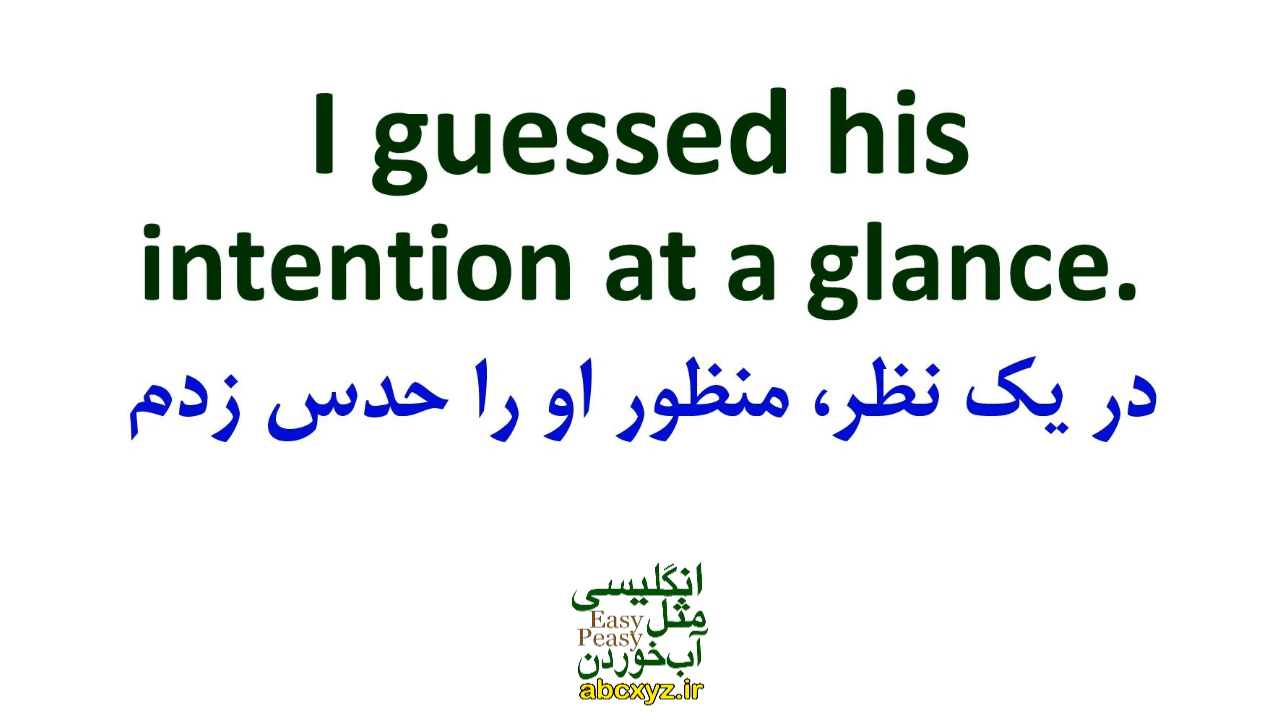 I guessed his
intention at a glance.
در یک نظر، منظور او را حدس زدم
انگلیسی
مثل
Easy
Peasy
آب‌خوردن
abcxyz.ir